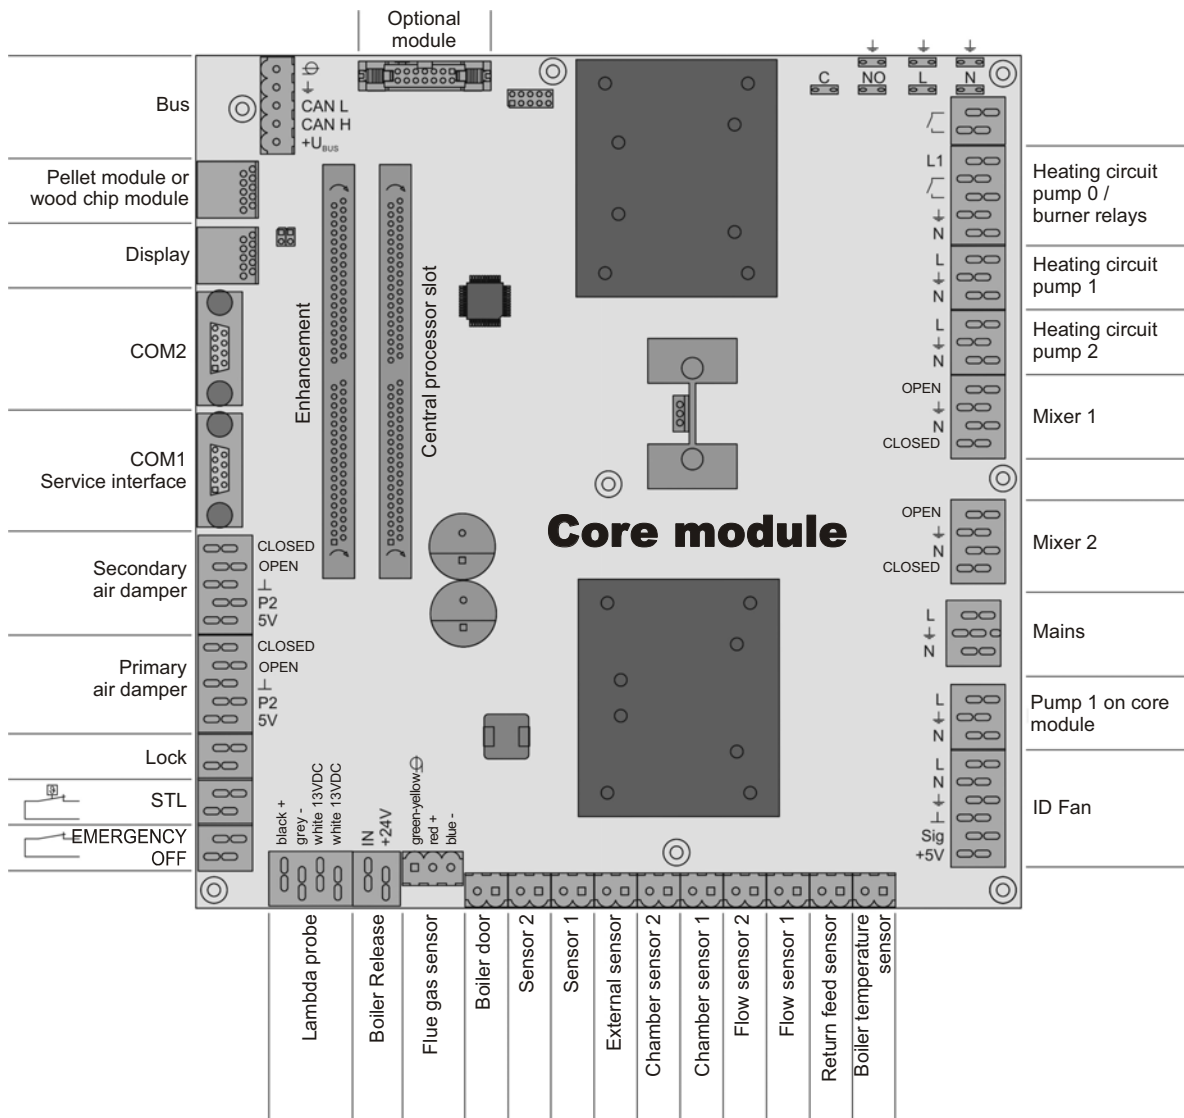 Optional
module
Bus
CAN L
CAN H
+UBUS
Pellet module or
wood chip module
Display
COM2
COM1
Service interface
Secondary
air damper
CLOSED
OPEN
P2
5V
Primary
air damper
CLOSED
OPEN
P2
5V
Lock
STL
EMERGENCY
OFF
Enhancement
Central processor slot
Core module
C
NO
L
N
L1
N
Heating circuit
pump 0 /
burner relays
L
N
Heating circuit
pump 1
L
N
Heating circuit
pump 2
OPEN
N
CLOSED
Mixer 1
OPEN
N
CLOSED
Mixer 2
L
N
Mains
L
N
Pump 1 on core
module
L
N
Sig
+5V
ID Fan
black +
grey -
white 13VDC
white 13VDC
IN
+24V
green-yellow
red +
blue -
Lambda probe
Boiler Release
Flue gas sensor
Boiler door
Sensor 2
Sensor 1
External sensor
Chamber sensor 2
Chamber sensor 1
Flow sensor 2
Flow sensor 1
Return feed sensor
Boiler temperature
sensor